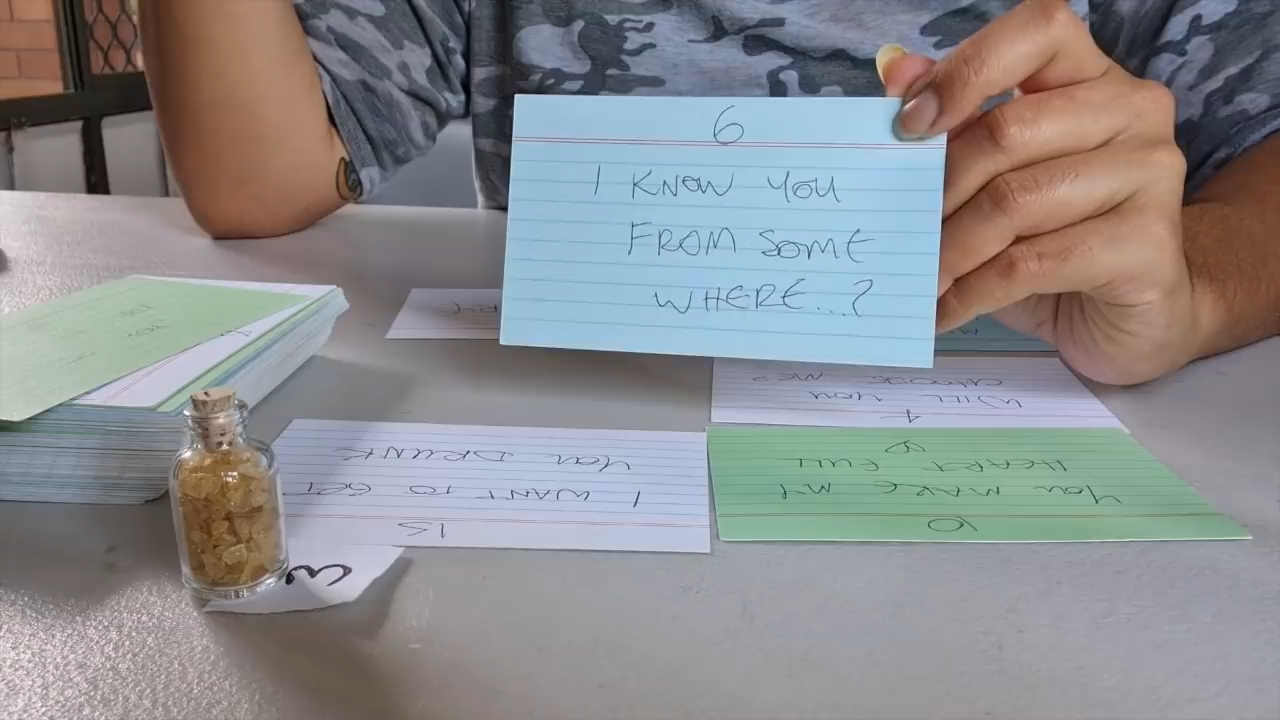 6
I KNOW YOU
FROM SOME
WHERE...?
4
WILL YOU
CHOOSE ME?
15
I WANT TO GET
YOU DRUNK
10
YOU MAKE MY
HEART FULL
3